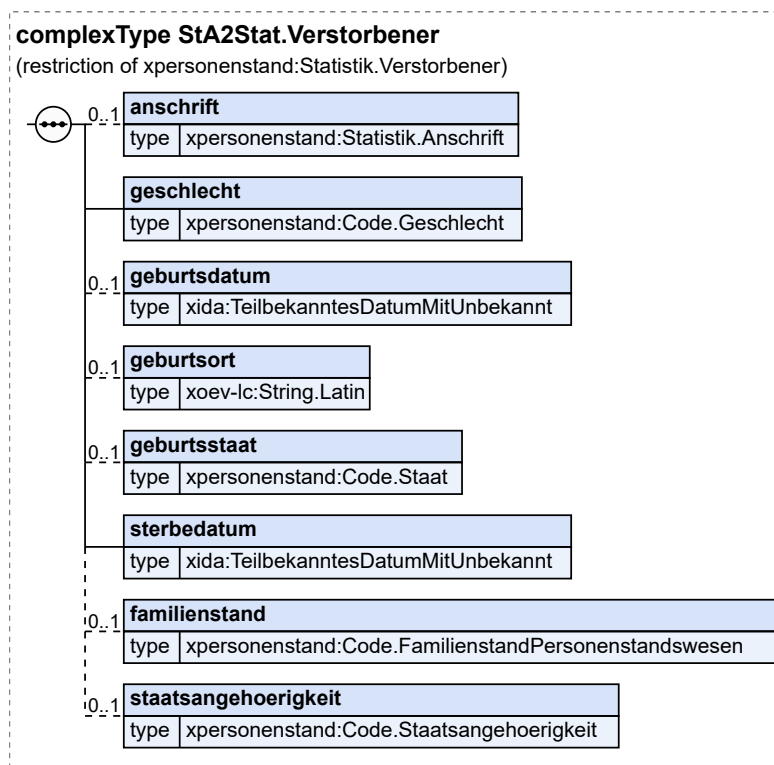 complexType StA2Stat.Verstorbener
(restriction of xpersonenstand:Statistik.Verstorbener)
0..1 anschrift
type xpersonenstand:Statistik.Anschrift
geschlecht
type xpersonenstand:Code.Geschlecht
0..1 geburtsdatum
type xida:TeilbekanntesDatumMitUnbekannt
0..1 geburtsort
type xoev-lc:String.Latin
0..1 geburtsstaat
type xpersonenstand:Code.Staat
sterbedatum
type xida:TeilbekanntesDatumMitUnbekannt
0..1 familienstand
type xpersonenstand:Code.FamilienstandPersonenstandswesen
0..1 staatsangehoerigkeit
type xpersonenstand:Code.Staatsangehoerigkeit